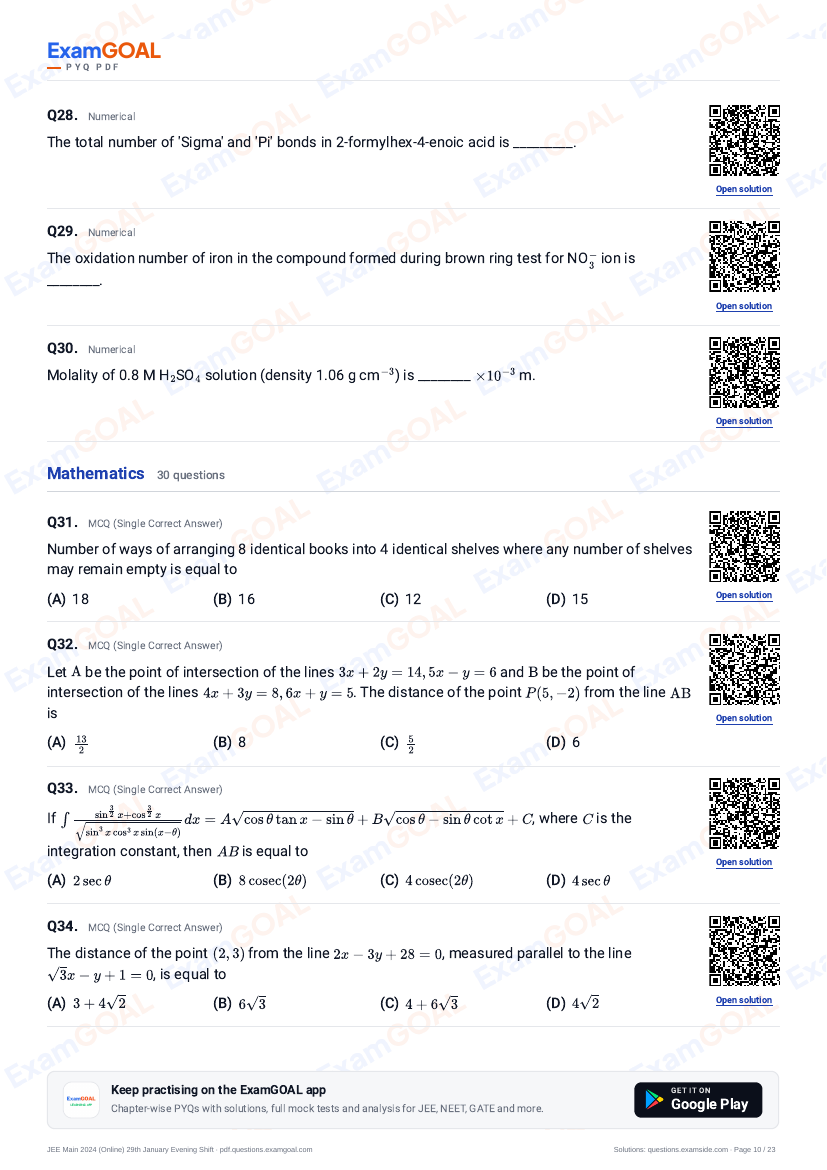 ExamGOAL
PYQ PDF
Q28. Numerical
The total number of 'Sigma' and 'Pi' bonds in 2-formylhex-4-enoic acid is ________.
Open solution
Q29. Numerical
The oxidation number of iron in the compound formed during brown ring test for NO₃⁻ ion is
_______.
Open solution
Q30. Numerical
Molality of 0.8 M H₂SO₄ solution (density 1.06 g cm⁻³) is _______ ×10⁻³ m.
Open solution
Mathematics 30 questions
Q31. MCQ (Single Correct Answer)
Number of ways of arranging 8 identical books into 4 identical shelves where any number of shelves
may remain empty is equal to
(A) 18 (B) 16 (C) 12 (D) 15
Open solution
Q32. MCQ (Single Correct Answer)
Let A be the point of intersection of the lines 3x + 2y = 14, 5x − y = 6 and B be the point of
intersection of the lines 4x + 3y = 8, 6x + y = 5. The distance of the point P(5, −2) from the line AB
is
(A) 13/2 (B) 8 (C) 5/2 (D) 6
Open solution
Q33. MCQ (Single Correct Answer)
If ∫ (sin^(3/2) x + cos^(3/2) x)/√(sin³ x cos³ x sin(x−θ)) dx = A√(cos θ tan x − sin θ) + B√(cos θ − sin θ cot x) + C, where C is the
integration constant, then AB is equal to
(A) 2 sec θ (B) 8 cosec(2θ) (C) 4 cosec(2θ) (D) 4 sec θ
Open solution
Q34. MCQ (Single Correct Answer)
The distance of the point (2, 3) from the line 2x − 3y + 28 = 0, measured parallel to the line
√3x − y + 1 = 0, is equal to
(A) 3 + 4√2 (B) 6√3 (C) 4 + 6√3 (D) 4√2
Open solution
ExamGOAL
Keep practising on the ExamGOAL app
Chapter-wise PYQs with solutions, full mock tests and analysis for JEE, NEET, GATE and more.
GET IT ON
Google Play
JEE Main 2024 (Online) 29th January Evening Shift · pdf.questions.examgoal.com
Solutions: questions.examside.com · Page 10 / 23